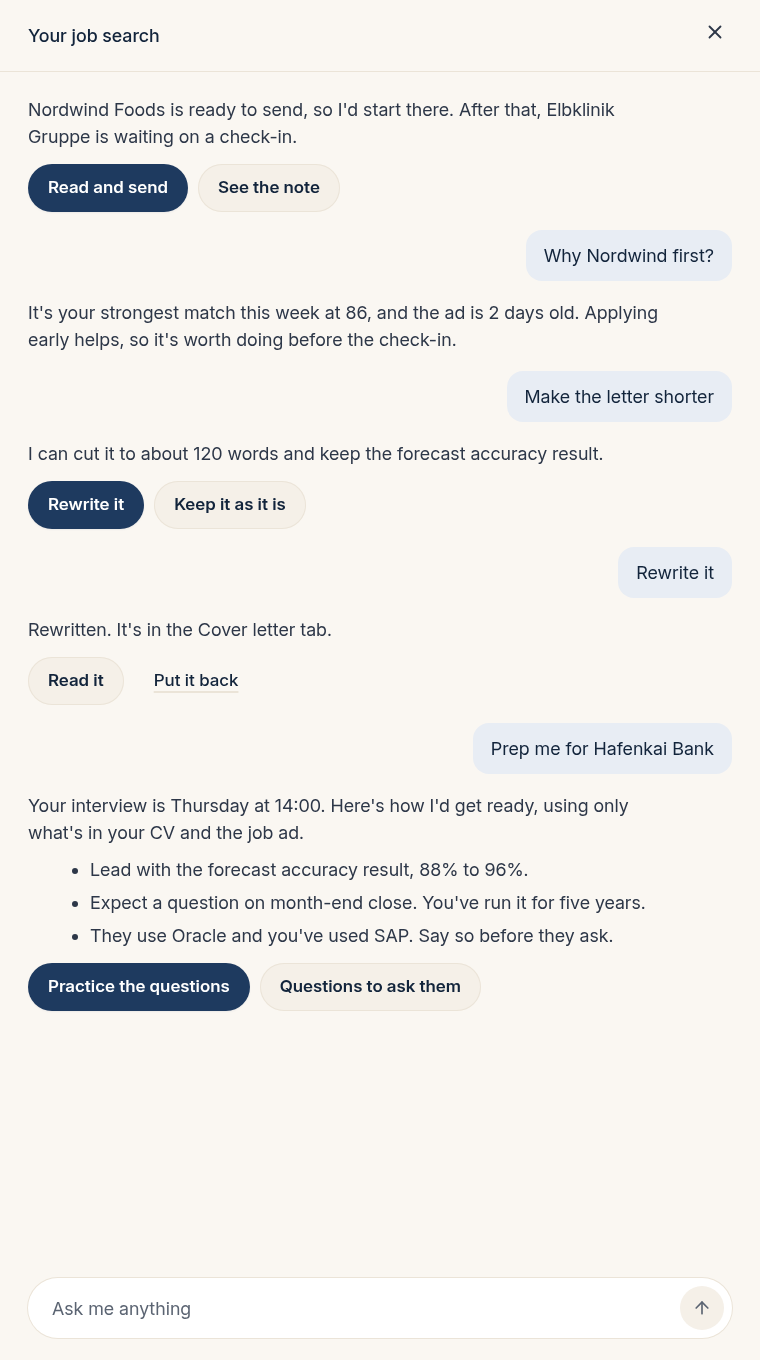 Your job search
Nordwind Foods is ready to send, so I'd start there. After that, Elbklinik
Gruppe is waiting on a check-in.
Read and send
See the note
Why Nordwind first?
It's your strongest match this week at 86, and the ad is 2 days old. Applying
early helps, so it's worth doing before the check-in.
Make the letter shorter
I can cut it to about 120 words and keep the forecast accuracy result.
Rewrite it
Keep it as it is
Rewrite it
Rewritten. It's in the Cover letter tab.
Read it
Put it back
Prep me for Hafenkai Bank
Your interview is Thursday at 14:00. Here's how I'd get ready, using only
what's in your CV and the job ad.
• Lead with the forecast accuracy result, 88% to 96%.
• Expect a question on month-end close. You've run it for five years.
• They use Oracle and you've used SAP. Say so before they ask.
Practice the questions
Questions to ask them
Ask me anything